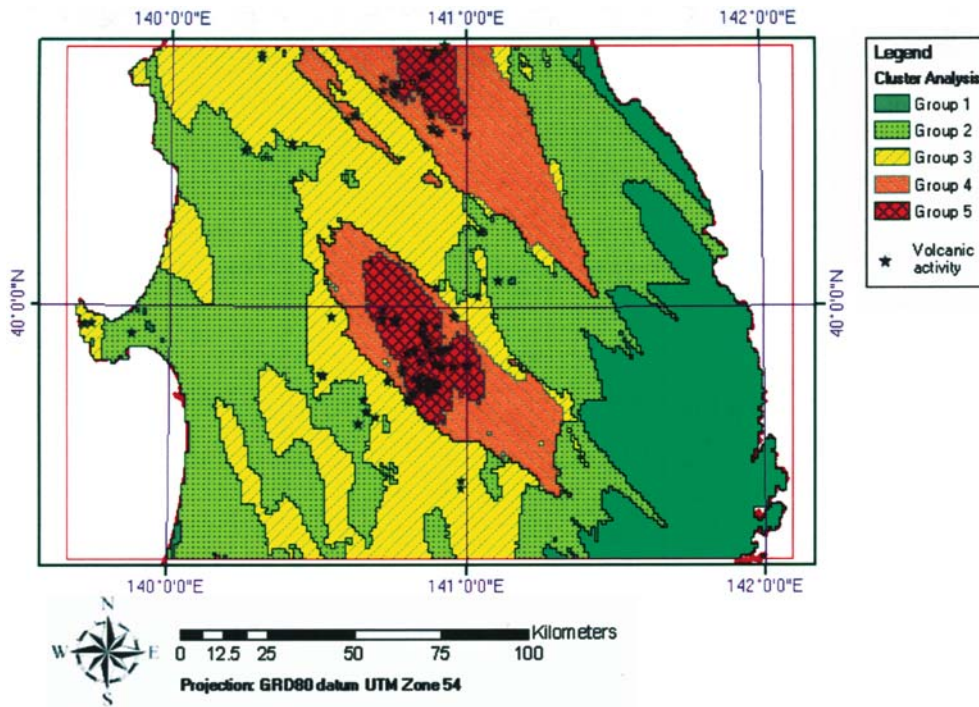 140°0'0"E 141°0'0"E 142°0'0"E
Legend
Cluster Analysis
Group 1
Group 2
Group 3
Group 4
Group 5
Volcanic
activity
40°0'0"N 40°0'0"N
140°0'0"E 141°0'0"E 142°0'0"E
N
W E
S
Kilometers
0 12.5 25 50 75 100
Projection: GRD80 datum UTM Zone 54